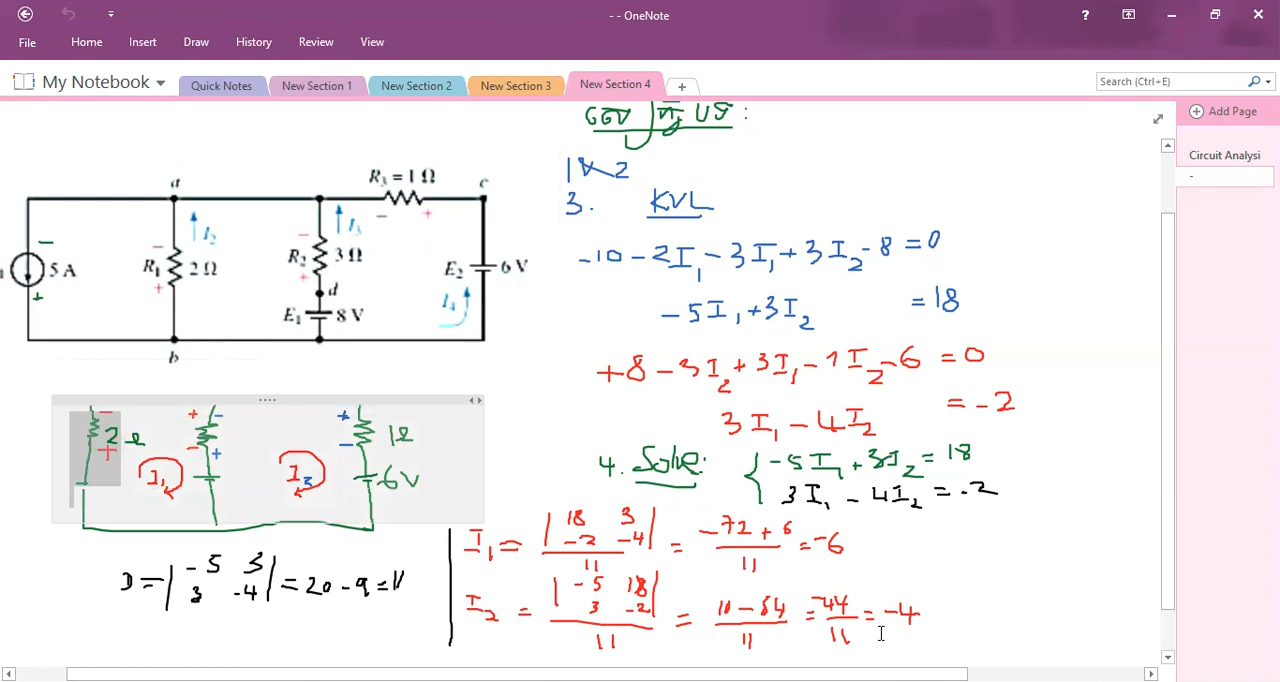 - - OneNote
?
File Home Insert Draw History Review View
My Notebook Quick Notes New Section 1 New Section 2 New Section 3 New Section 4 +
Search (Ctrl+E)
Add Page
Circuit Analysi
-
1 2
3. KVL
-10 - 2I₁ - 3I₁ + 3I₂ - 8 = 0
- 5I₁ + 3I₂ = 18
+8 - 3I₂ + 3I₁ - 1I₂ - 6 = 0
3I₁ - 4I₂ = -2
4. Solve:
{ -5I₁ + 3I₂ = 18
3I₁ - 4I₂ = -2
a R₃ = 1 Ω c
- +
I₂ I₃
5 A R₁ 2 Ω R₂ 3 Ω E₂ 6 V
d
E₁ 8 V I₄
b
2 Ω + - + 1Ω
I₁ I₂ 6V
D = | -5 3 | = 20 - 9 = 11
| 3 -4 |
I₁ = | 18 3 | = -72 + 6 = -6
| -2 -4 |
11 11
I₂ = | -5 18 | = 10 - 54 = -44 = -4
| 3 -2 |
11 11 11